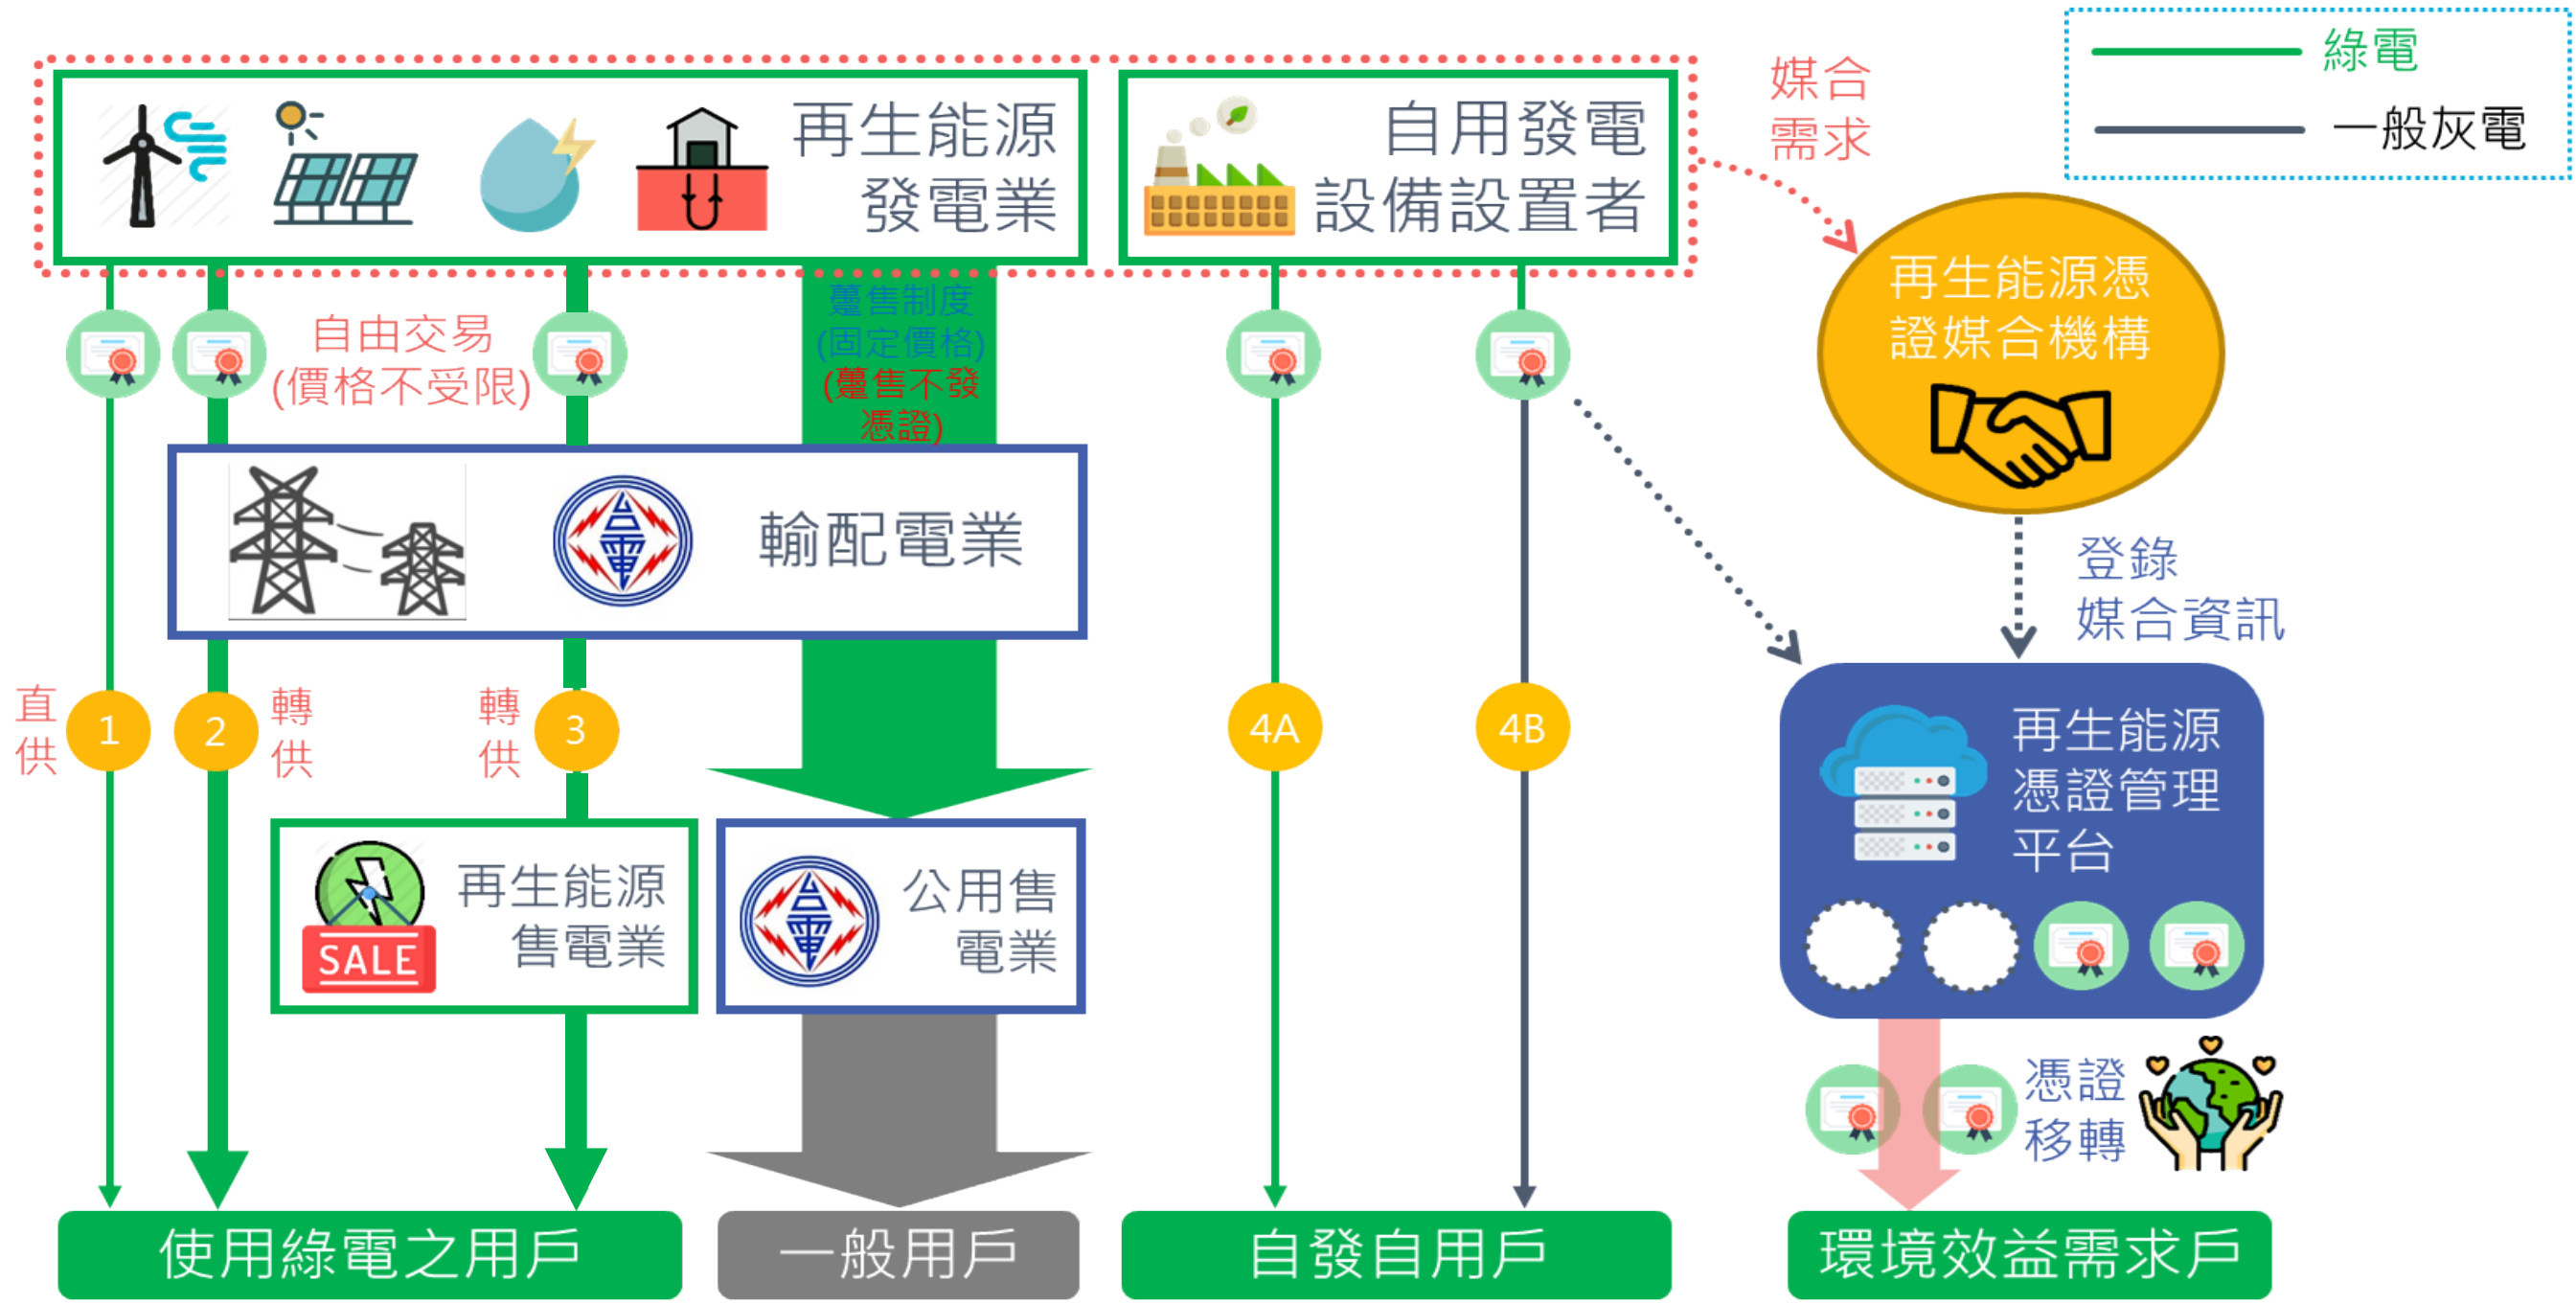 綠電
一般灰電
再生能源
發電業
自用發電
設備設置者
媒合
需求
再生能源憑
證媒合機構
自由交易
(價格不受限)
躉售制度
(固定價格)
(躉售不發
憑證)
台電
輸配電業
登錄
媒合資訊
直
供
1
2
轉
供
轉
供
3
4A
4B
再生能源
憑證管理
平台
SALE
再生能源
售電業
台電
公用售
電業
憑證
移轉
使用綠電之用戶
一般用戶
自發自用戶
環境效益需求戶